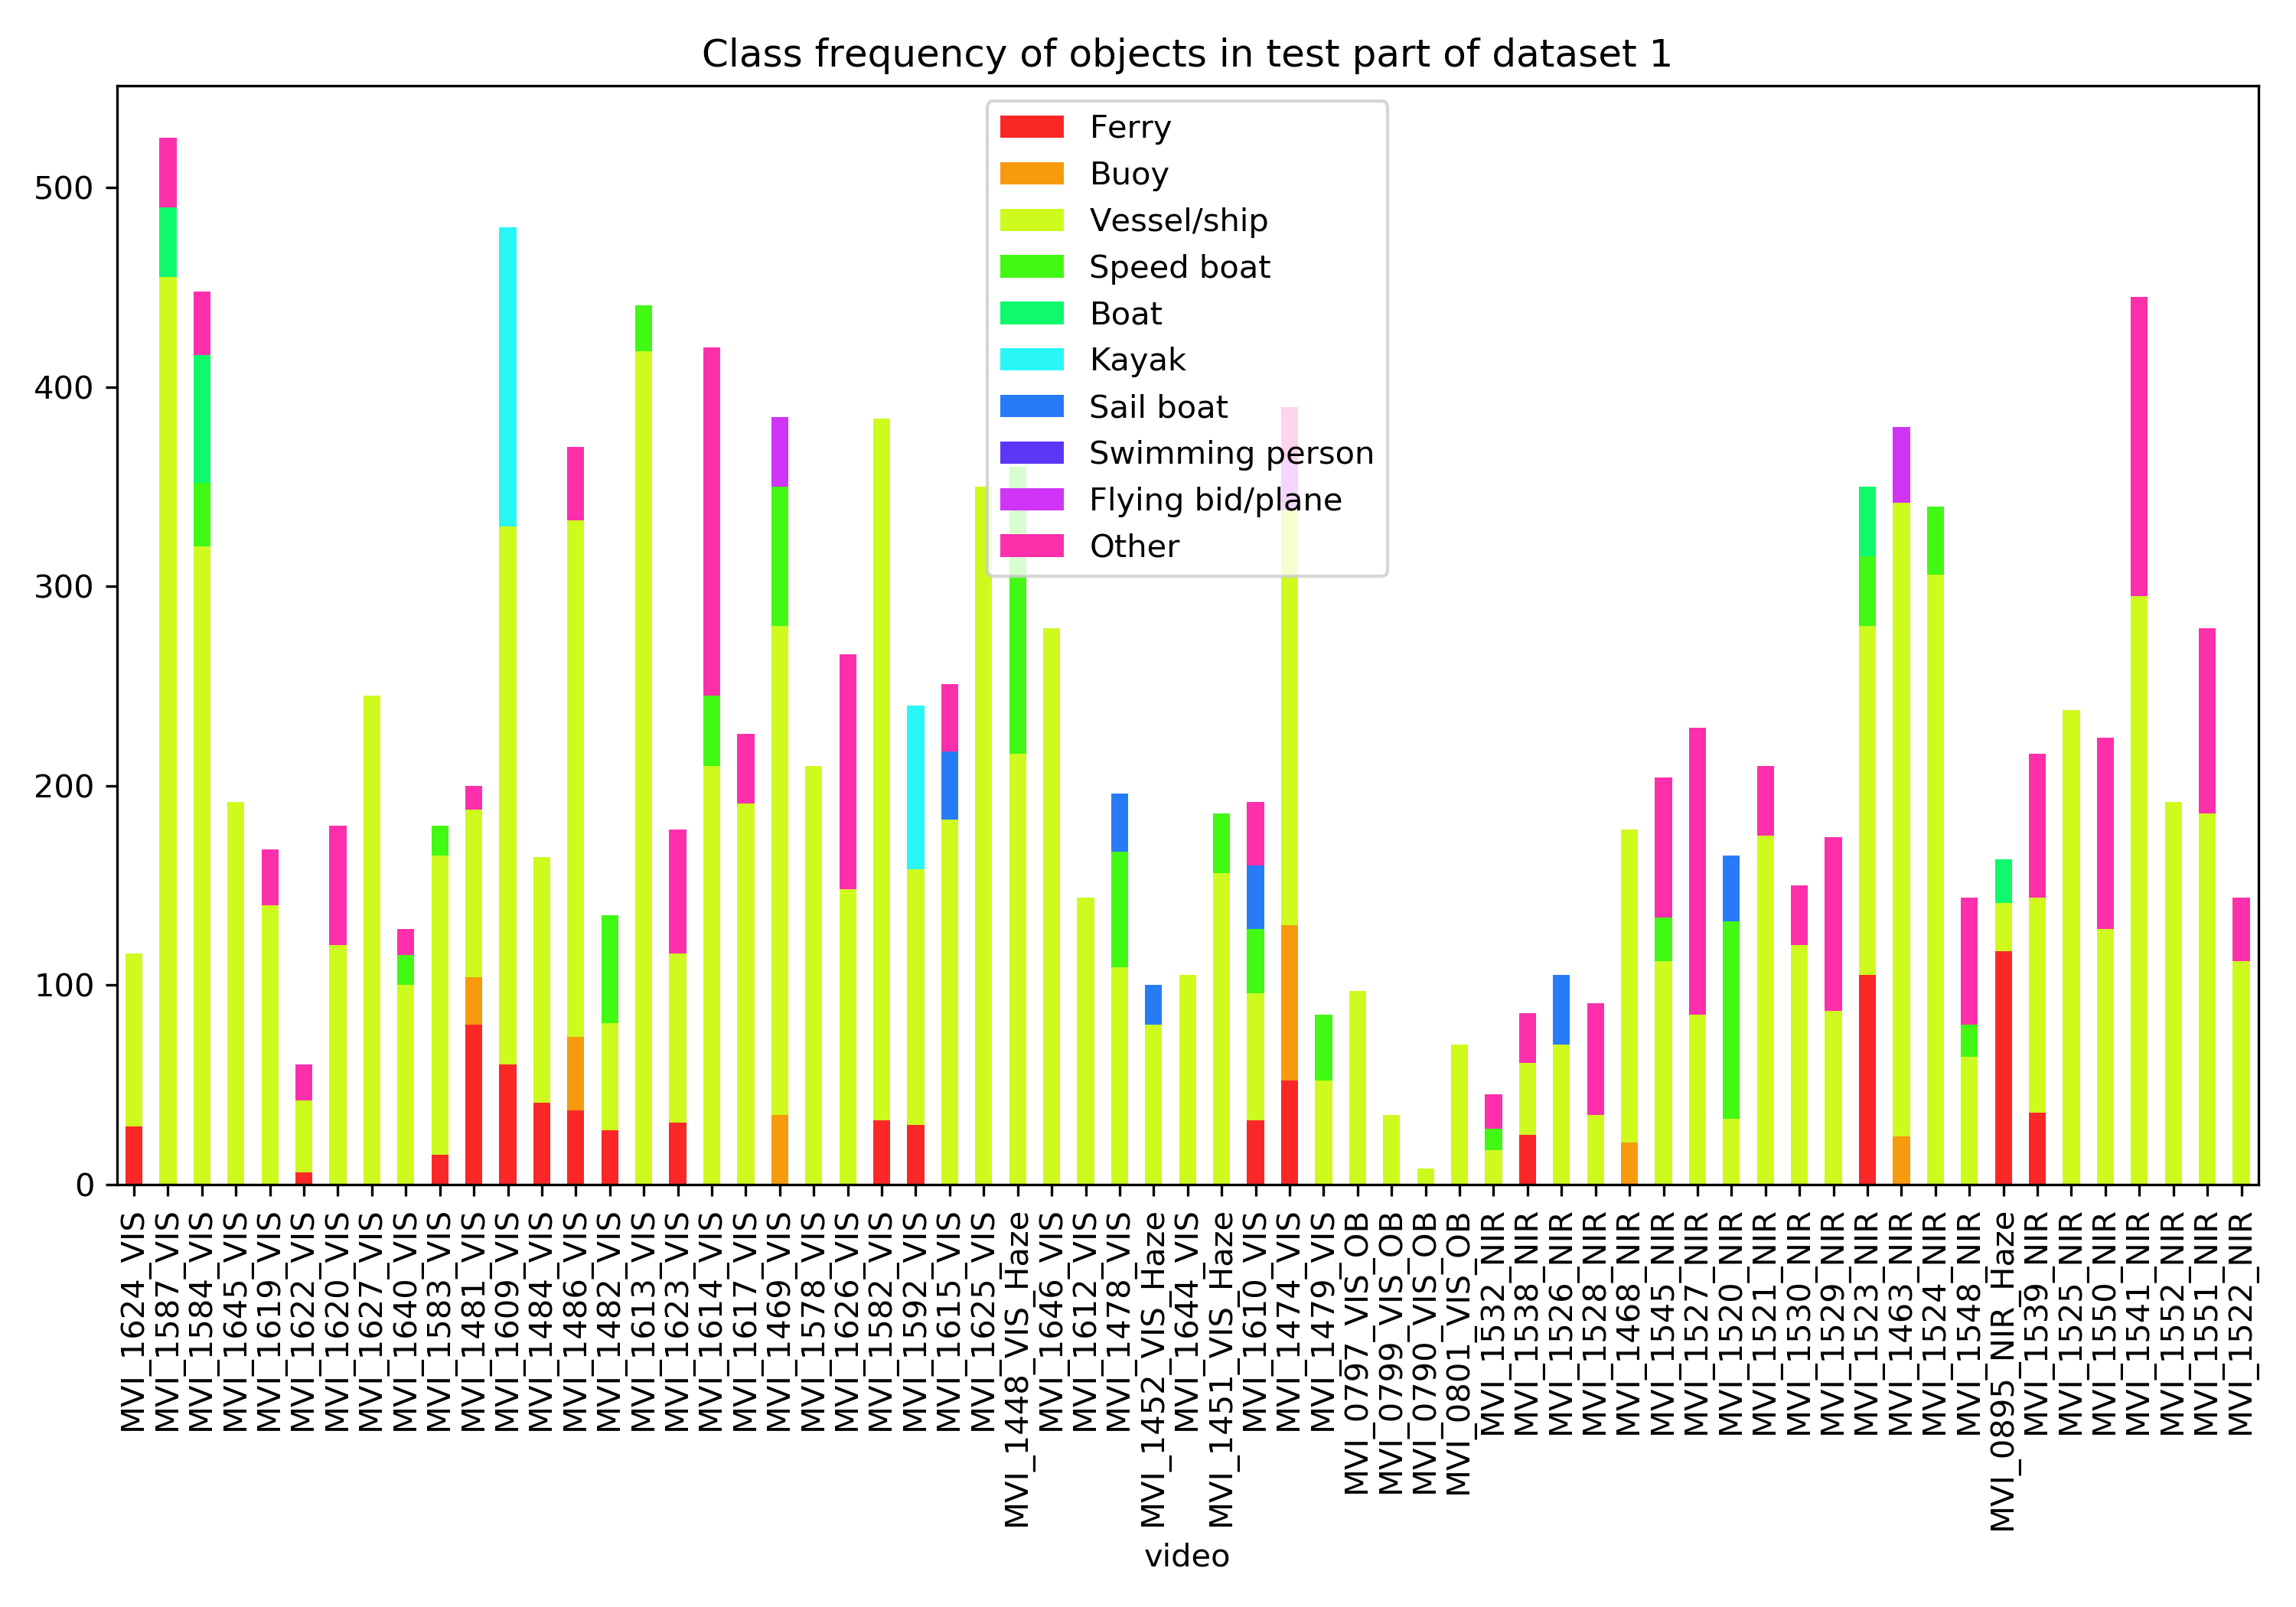 Class frequency of objects in test part of dataset 1
Ferry
Buoy
Vessel/ship
Speed boat
Boat
Kayak
Sail boat
Swimming person
Flying bid/plane
Other
500
400
300
200
100
0
MVI_1624_VIS
MVI_1587_VIS
MVI_1584_VIS
MVI_1645_VIS
MVI_1619_VIS
MVI_1622_VIS
MVI_1620_VIS
MVI_1627_VIS
MVI_1640_VIS
MVI_1583_VIS
MVI_1481_VIS
MVI_1609_VIS
MVI_1484_VIS
MVI_1486_VIS
MVI_1482_VIS
MVI_1613_VIS
MVI_1623_VIS
MVI_1614_VIS
MVI_1617_VIS
MVI_1469_VIS
MVI_1578_VIS
MVI_1626_VIS
MVI_1582_VIS
MVI_1592_VIS
MVI_1615_VIS
MVI_1625_VIS
MVI_1448_VIS_Haze
MVI_1646_VIS
MVI_1612_VIS
MVI_1478_VIS
MVI_1452_VIS_Haze
MVI_1644_VIS
MVI_1451_VIS_Haze
MVI_1610_VIS
MVI_1474_VIS
MVI_1479_VIS
MVI_0797_VIS_OB
MVI_0799_VIS_OB
MVI_0790_VIS_OB
MVI_0801_VIS_OB
MVI_1532_NIR
MVI_1538_NIR
MVI_1526_NIR
MVI_1528_NIR
MVI_1468_NIR
MVI_1545_NIR
MVI_1527_NIR
MVI_1520_NIR
MVI_1521_NIR
MVI_1530_NIR
MVI_1529_NIR
MVI_1523_NIR
MVI_1463_NIR
MVI_1524_NIR
MVI_1548_NIR
MVI_0895_NIR_Haze
MVI_1539_NIR
MVI_1525_NIR
MVI_1550_NIR
MVI_1541_NIR
MVI_1552_NIR
MVI_1551_NIR
MVI_1522_NIR
video